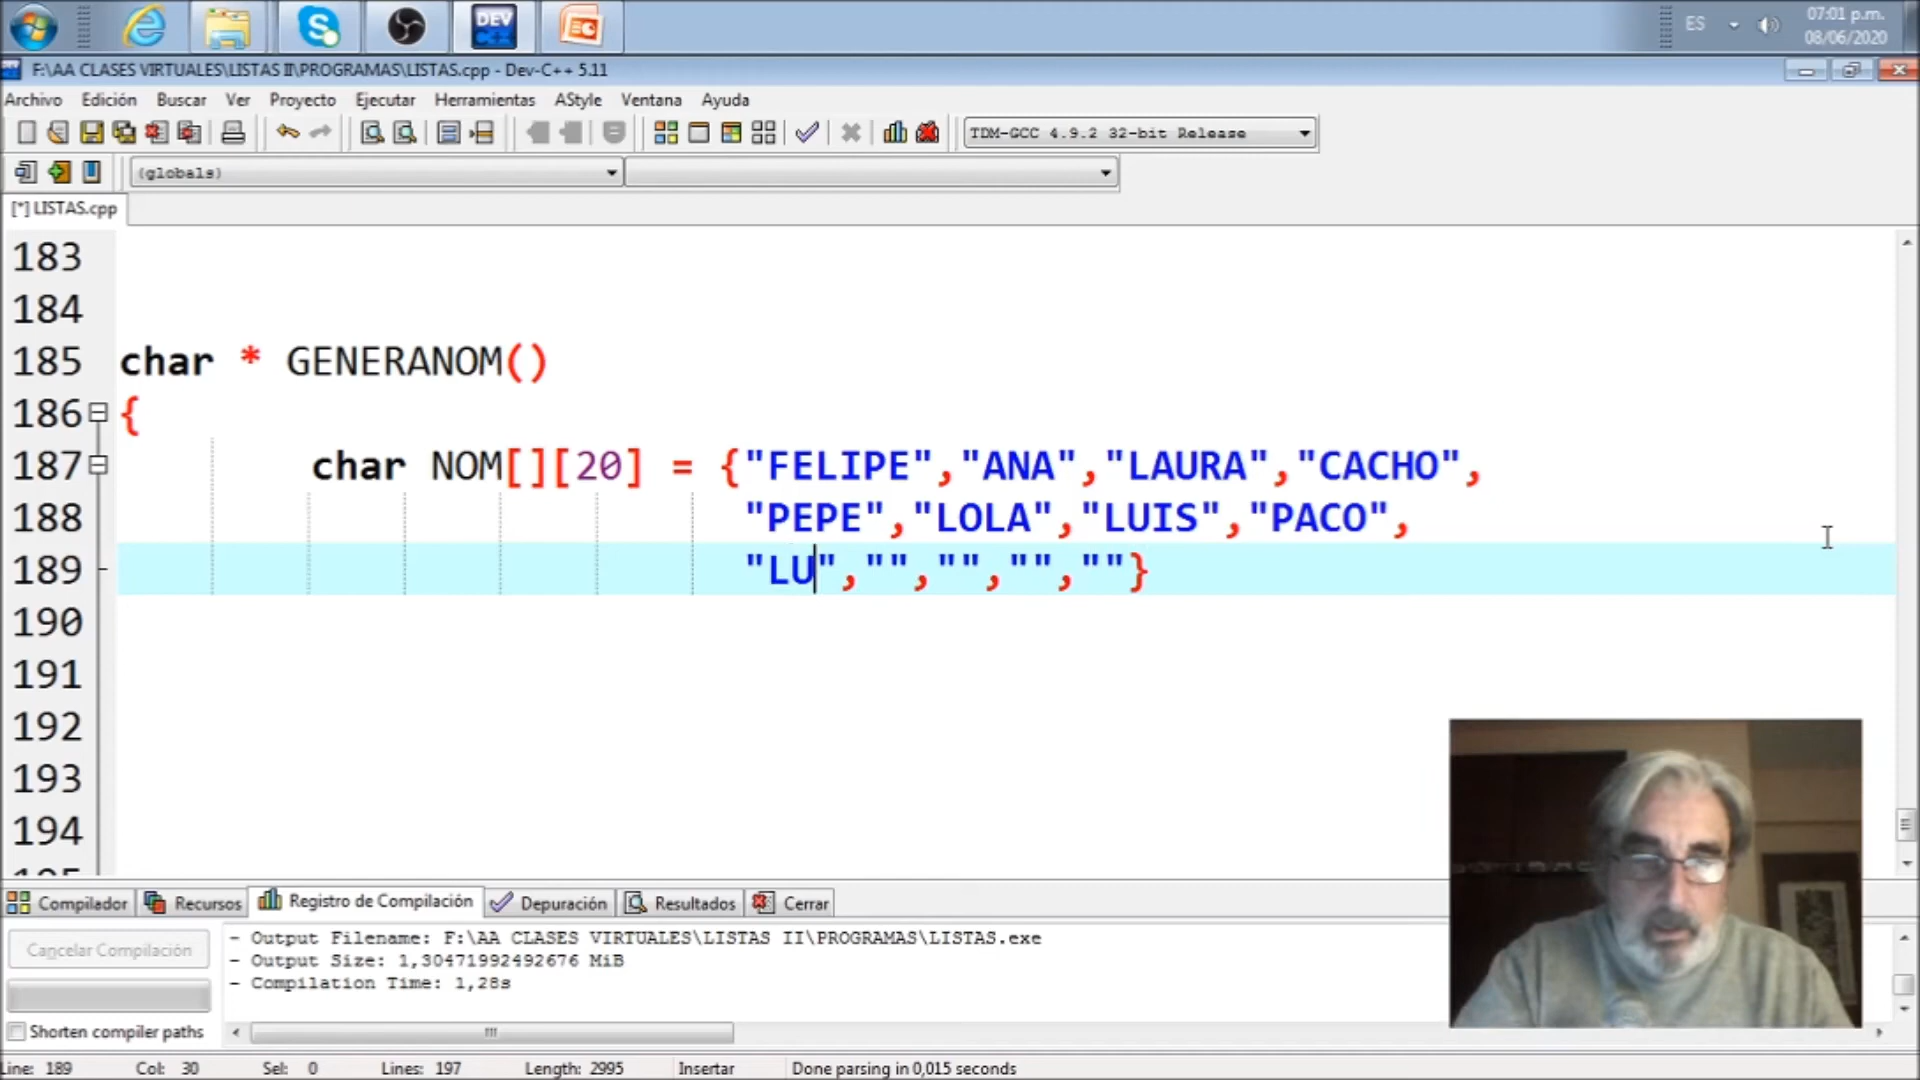 ES
07:01 p.m.
08/06/2020
DEV
C++
F:\AA CLASES VIRTUALES\LISTAS II\PROGRAMAS\LISTAS.cpp - Dev-C++ 5.11
Archivo Edición Buscar Ver Proyecto Ejecutar Herramientas AStyle Ventana Ayuda
TDM-GCC 4.9.2 32-bit Release
(globals)
[*] LISTAS.cpp
183
184
185 char * GENERANOM()
186 {
187 char NOM[][20] = {"FELIPE","ANA","LAURA","CACHO",
188 "PEPE","LOLA","LUIS","PACO",
189 "LU","","","",""}
190
191
192
193
194
195
Compilador Recursos Registro de Compilación Depuración Resultados Cerrar
Cancelar Compilación
- Output Filename: F:\AA CLASES VIRTUALES\LISTAS II\PROGRAMAS\LISTAS.exe
- Output Size: 1,30471992492676 MiB
- Compilation Time: 1,28s
Shorten compiler paths
Line: 189 Col: 30 Sel: 0 Lines: 197 Length: 2995 Insertar Done parsing in 0,015 seconds